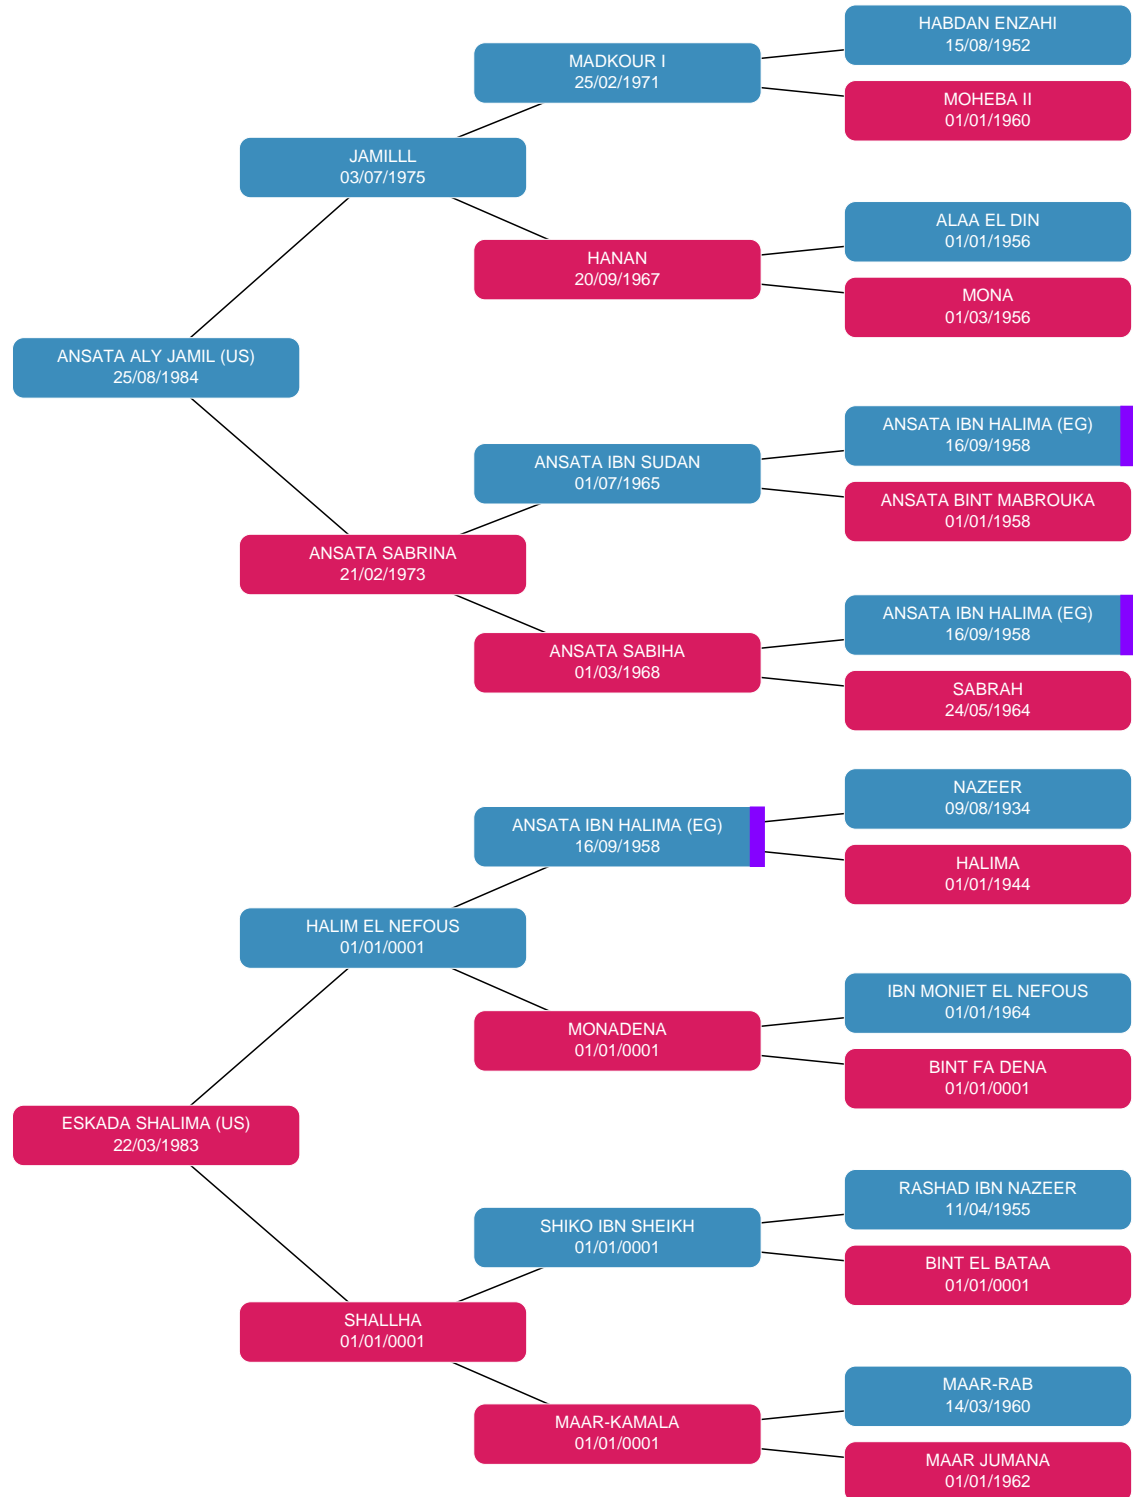 HABDAN ENZAHI
15/08/1952
MADKOUR I
25/02/1971
MOHEBA II
01/01/1960
JAMILLL
03/07/1975
ALAA EL DIN
01/01/1956
HANAN
20/09/1967
MONA
01/03/1956
ANSATA ALY JAMIL (US)
25/08/1984
ANSATA IBN HALIMA (EG)
16/09/1958
ANSATA IBN SUDAN
01/07/1965
ANSATA BINT MABROUKA
01/01/1958
ANSATA SABRINA
21/02/1973
ANSATA IBN HALIMA (EG)
16/09/1958
ANSATA SABIHA
01/03/1968
SABRAH
24/05/1964
NAZEER
09/08/1934
ANSATA IBN HALIMA (EG)
16/09/1958
HALIMA
01/01/1944
HALIM EL NEFOUS
01/01/0001
IBN MONIET EL NEFOUS
01/01/1964
MONADENA
01/01/0001
BINT FA DENA
01/01/0001
ESKADA SHALIMA (US)
22/03/1983
RASHAD IBN NAZEER
11/04/1955
SHIKO IBN SHEIKH
01/01/0001
BINT EL BATAA
01/01/0001
SHALLHA
01/01/0001
MAAR-RAB
14/03/1960
MAAR-KAMALA
01/01/0001
MAAR JUMANA
01/01/1962